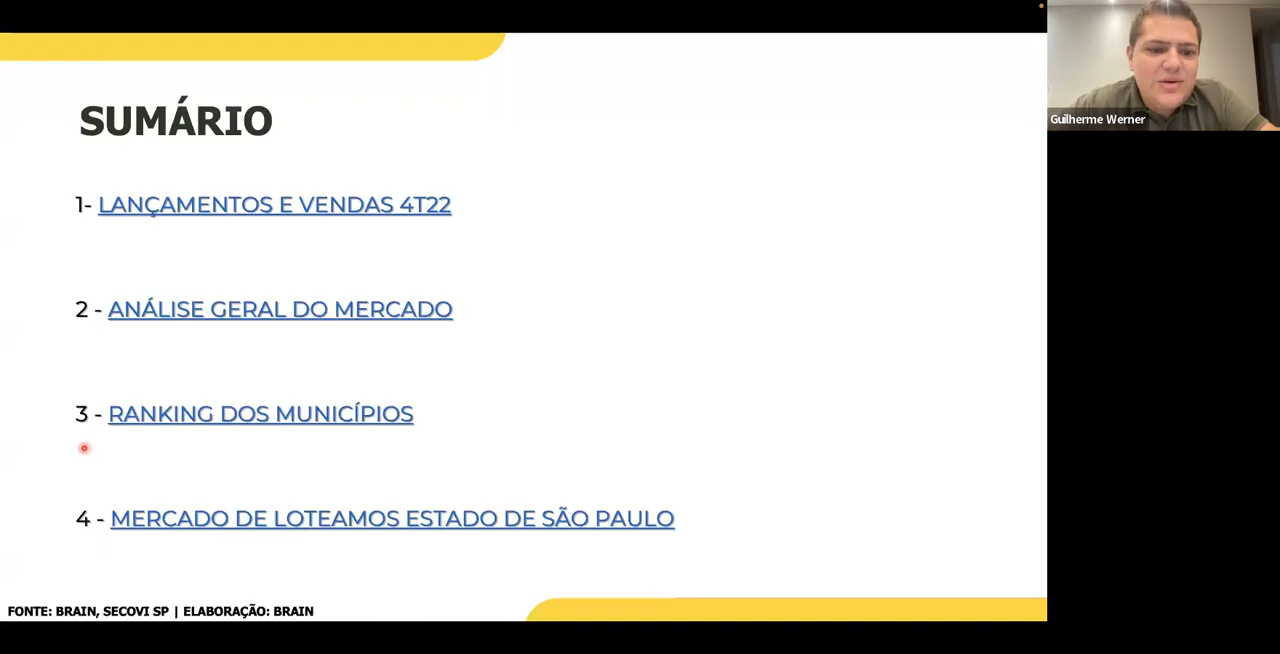 SUMÁRIO
1- LANÇAMENTOS E VENDAS 4T22
2 - ANÁLISE GERAL DO MERCADO
3 - RANKING DOS MUNICÍPIOS
4 - MERCADO DE LOTEAMOS ESTADO DE SÃO PAULO
FONTE: BRAIN, SECOVI SP | ELABORAÇÃO: BRAIN
Guilherme Werner